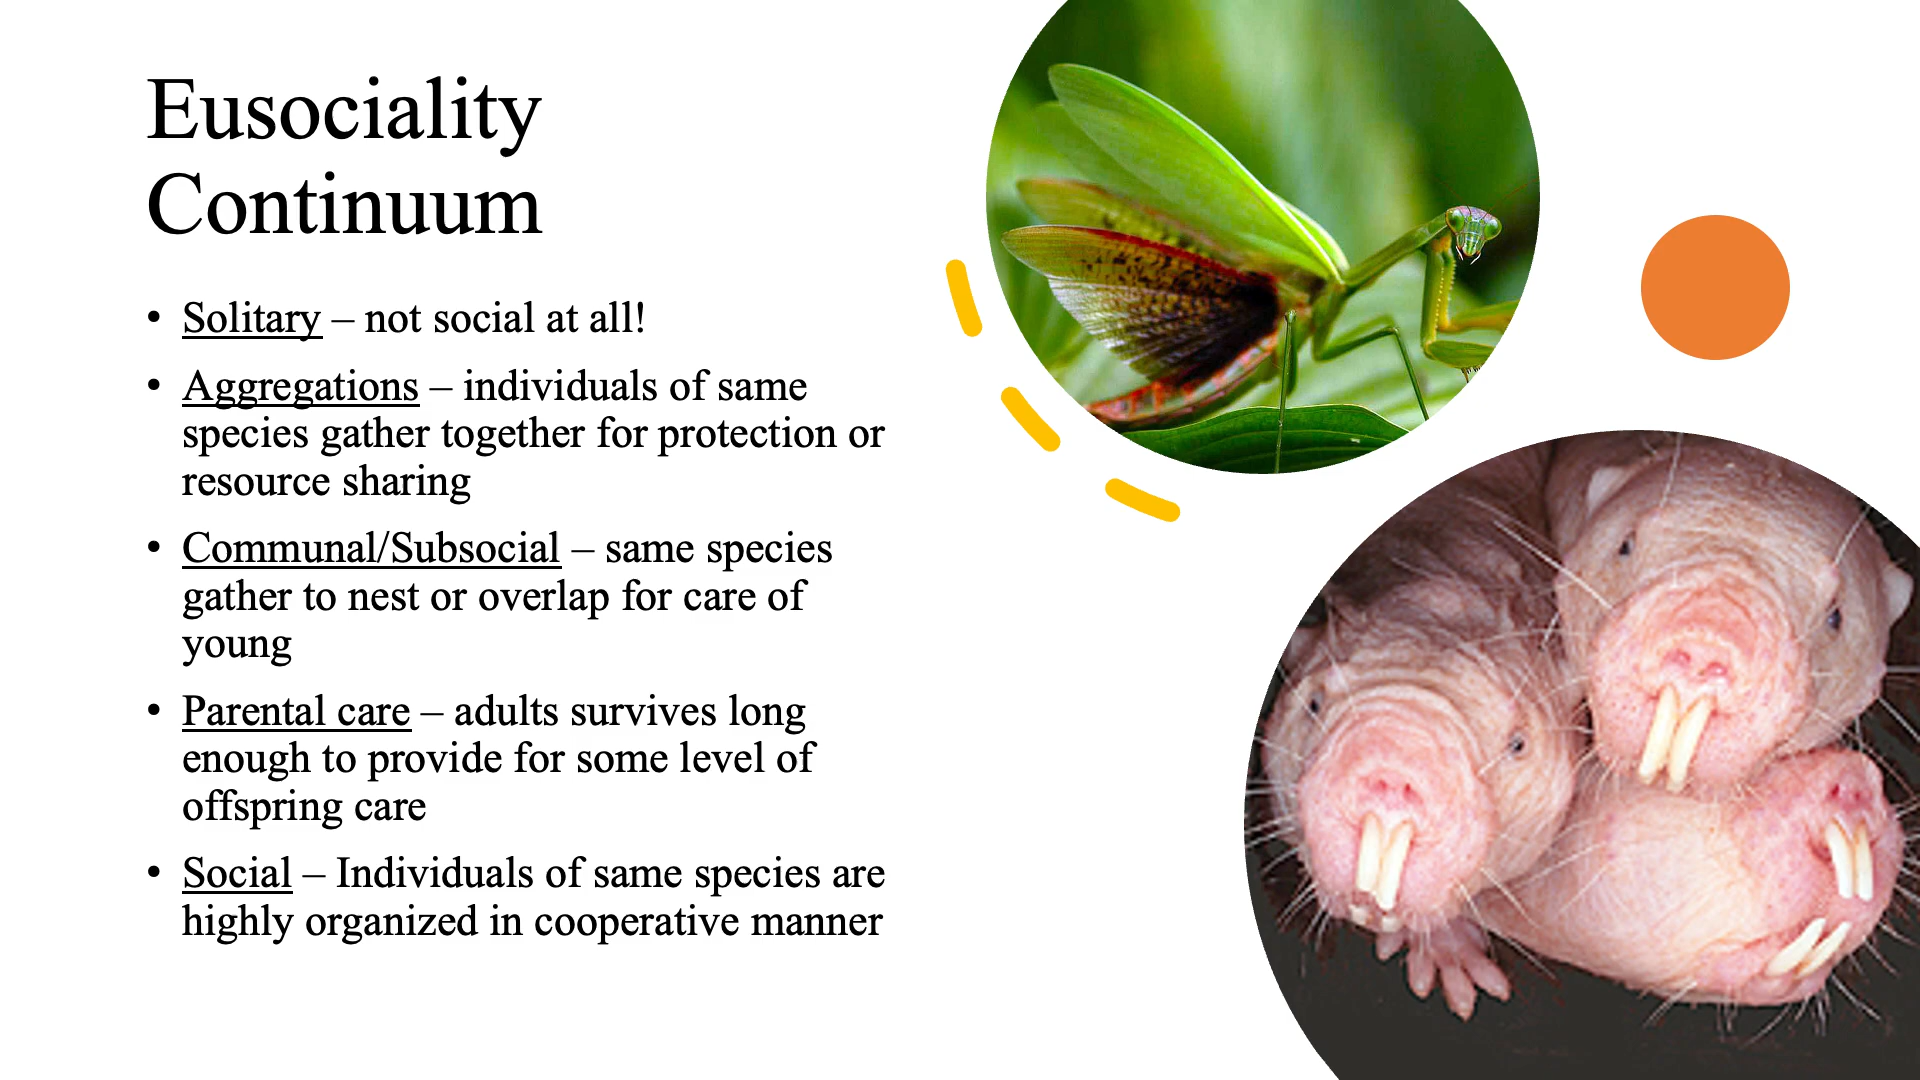 Eusociality
Continuum
• Solitary – not social at all!
• Aggregations – individuals of same
species gather together for protection or
resource sharing
• Communal/Subsocial – same species
gather to nest or overlap for care of
young
• Parental care – adults survives long
enough to provide for some level of
offspring care
• Social – Individuals of same species are
highly organized in cooperative manner